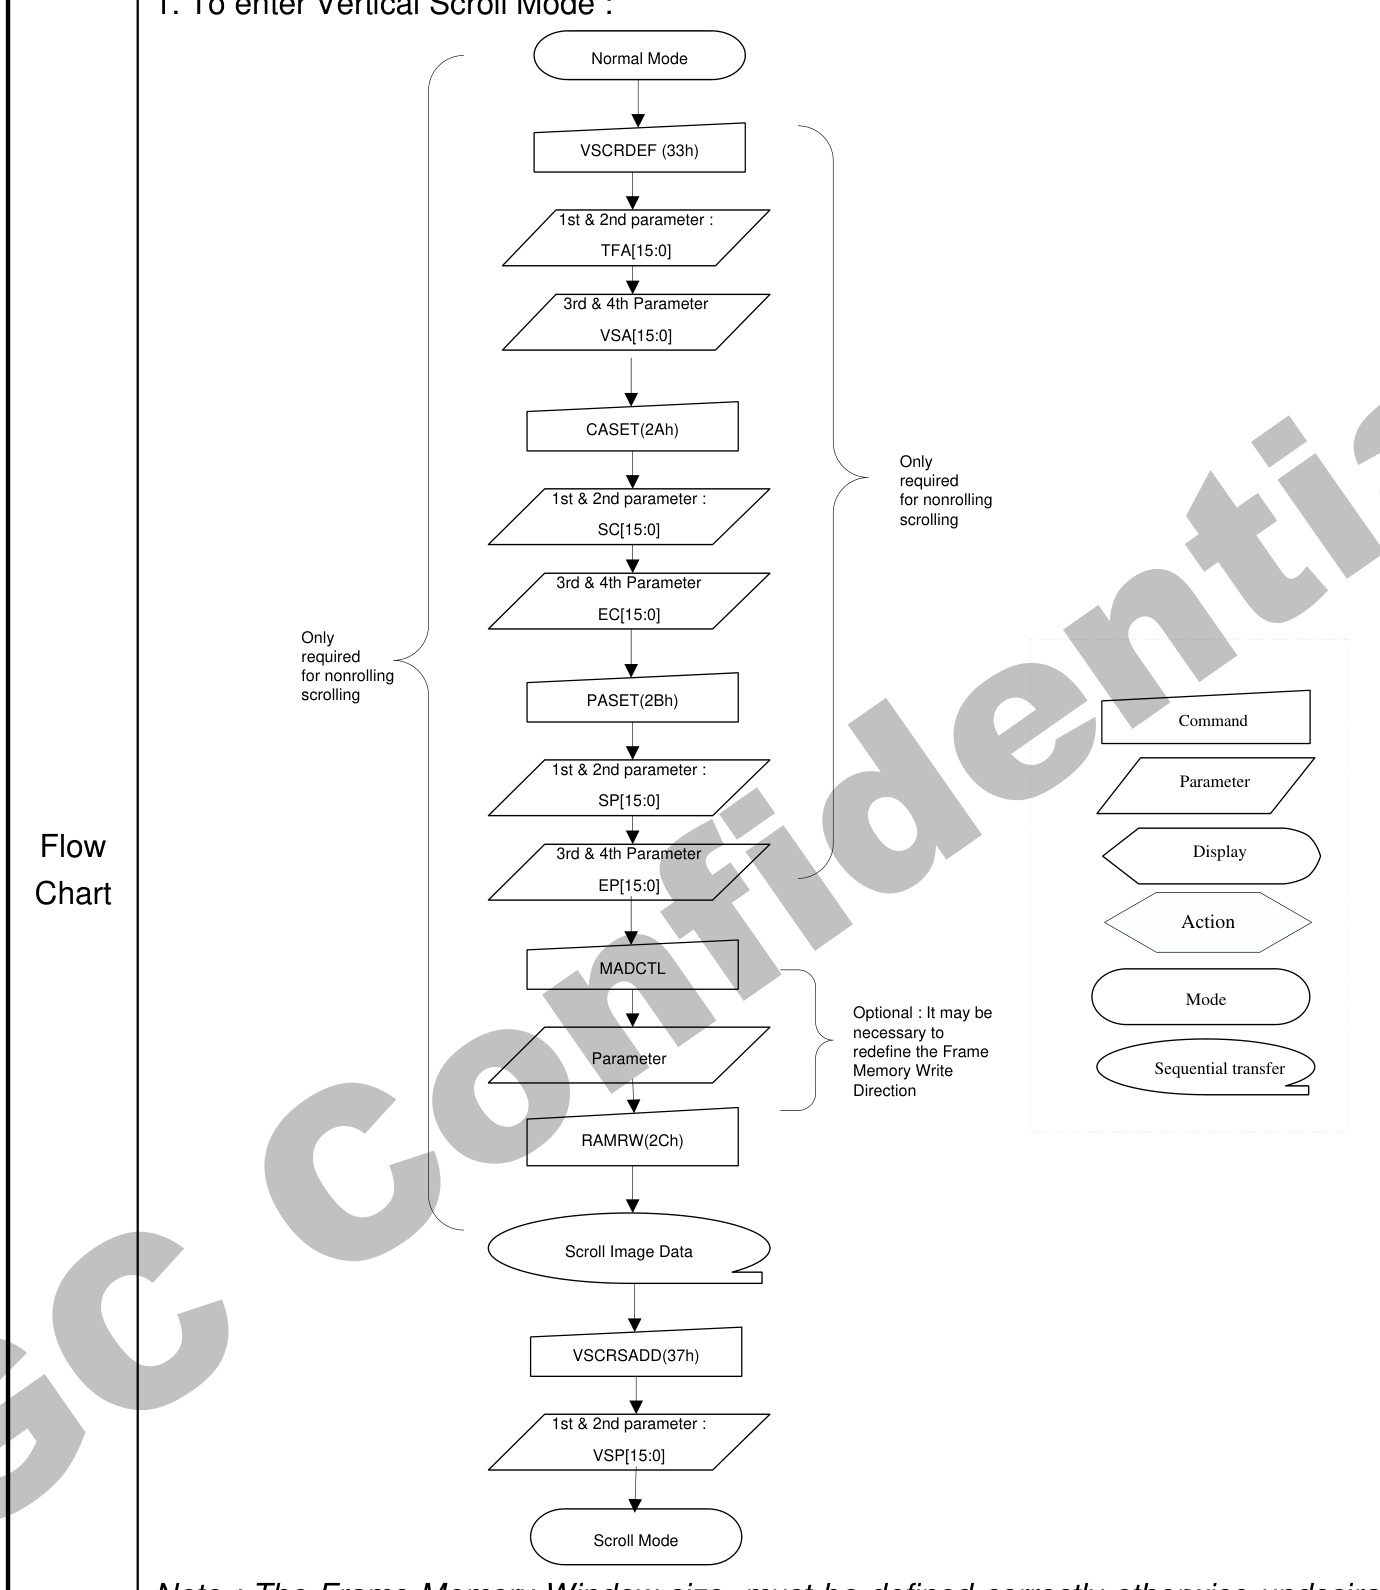 1. To enter Vertical Scroll Mode :
Normal Mode
VSCRDEF (33h)
1st & 2nd parameter :
TFA[15:0]
3rd & 4th Parameter
VSA[15:0]
CASET(2Ah)
1st & 2nd parameter :
SC[15:0]
3rd & 4th Parameter
EC[15:0]
PASET(2Bh)
1st & 2nd parameter :
SP[15:0]
3rd & 4th Parameter
EP[15:0]
MADCTL
Parameter
RAMRW(2Ch)
Scroll Image Data
VSCRSADD(37h)
1st & 2nd parameter :
VSP[15:0]
Scroll Mode
Only
required
for nonrolling
scrolling
Only
required
for nonrolling
scrolling
Optional : It may be
necessary to
redefine the Frame
Memory Write
Direction
Command
Parameter
Display
Action
Mode
Sequential transfer
Flow
Chart
GC Confidentia
Note : The Frame Memory Window size must be defined correctly otherwise